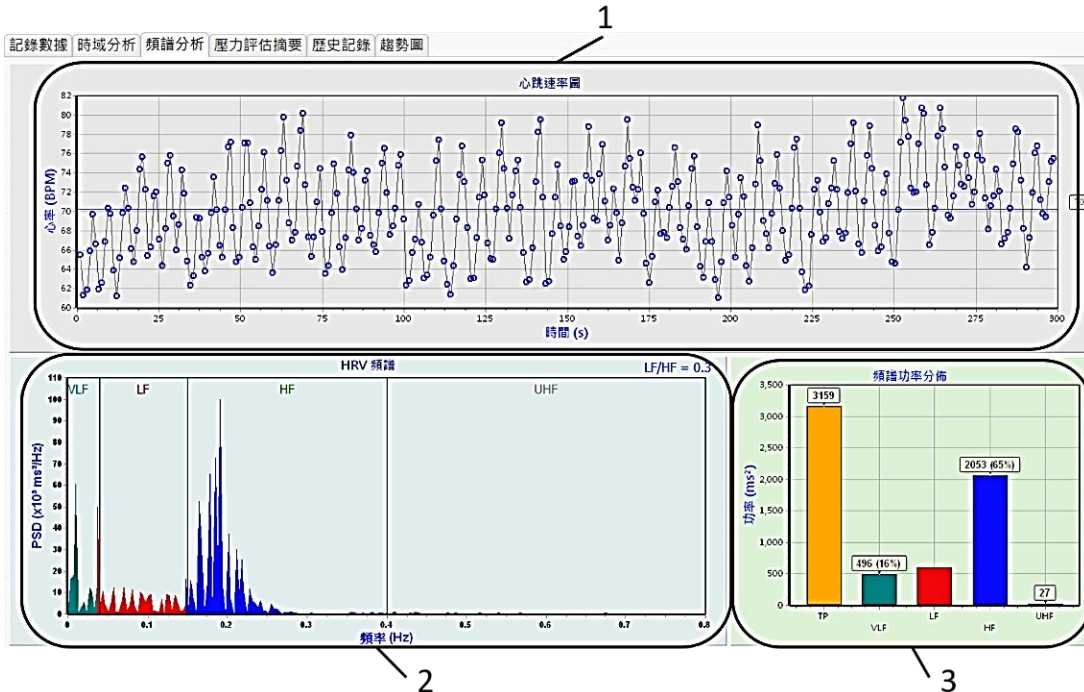 1
記錄數據 時域分析 頻譜分析 壓力評估摘要 歷史記錄 趨勢圖
心跳速率圖
82
80
78
76
74
72
70
68
66
64
62
60
心率 (BPM)
0 25 50 75 100 125 150 175 200 225 250 275 300
時間 (s)
HRV 頻譜
LF/HF = 0.3
VLF LF HF UHF
110
100
90
80
70
60
50
40
30
20
10
0
PSD (x10³ ms²/Hz)
0 0.1 0.2 0.3 0.4 0.5 0.6 0.7 0.8
頻率 (Hz)
頻譜功率分佈
3,500
3,000
2,500
2,000
1,500
1,000
500
0
功率 (ms²)
3159
496 (16%)
2053 (65%)
27
TP VLF LF HF UHF
2
3